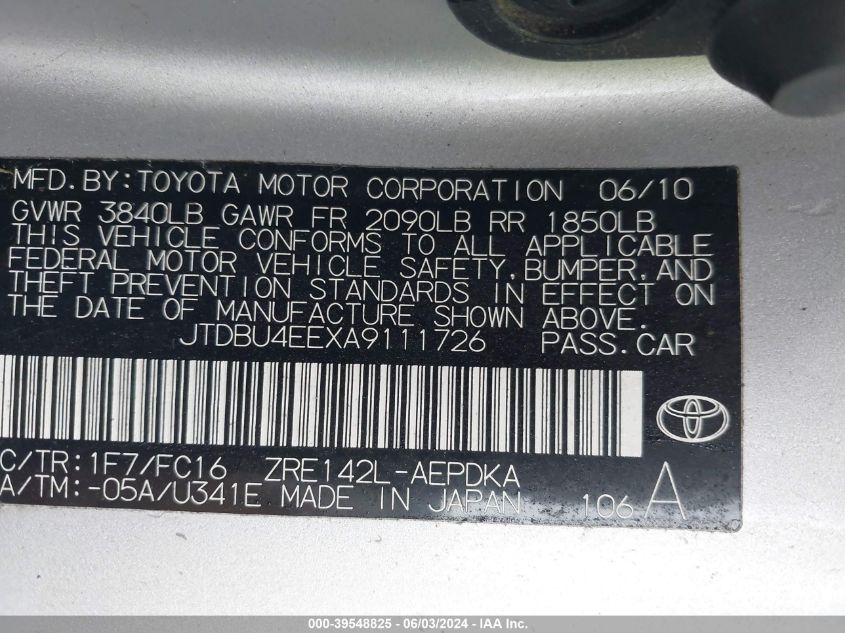 MFD. BY: TOYOTA MOTOR CORPORATION 06/10
GVWR 3840LB GAWR FR 2090LB RR 1850LB
THIS VEHICLE CONFORMS TO ALL APPLICABLE
FEDERAL MOTOR VEHICLE SAFETY, BUMPER, AND
THEFT PREVENTION STANDARDS IN EFFECT ON
THE DATE OF MANUFACTURE SHOWN ABOVE.
JTDBU4EEXA9111726 PASS. CAR
C/TR: 1F7/FC16 ZRE142L-AEPDKA
A/TM: -05A/U341E MADE IN JAPAN 106 A
000-39548825 - 06/03/2024 - IAAI.COM